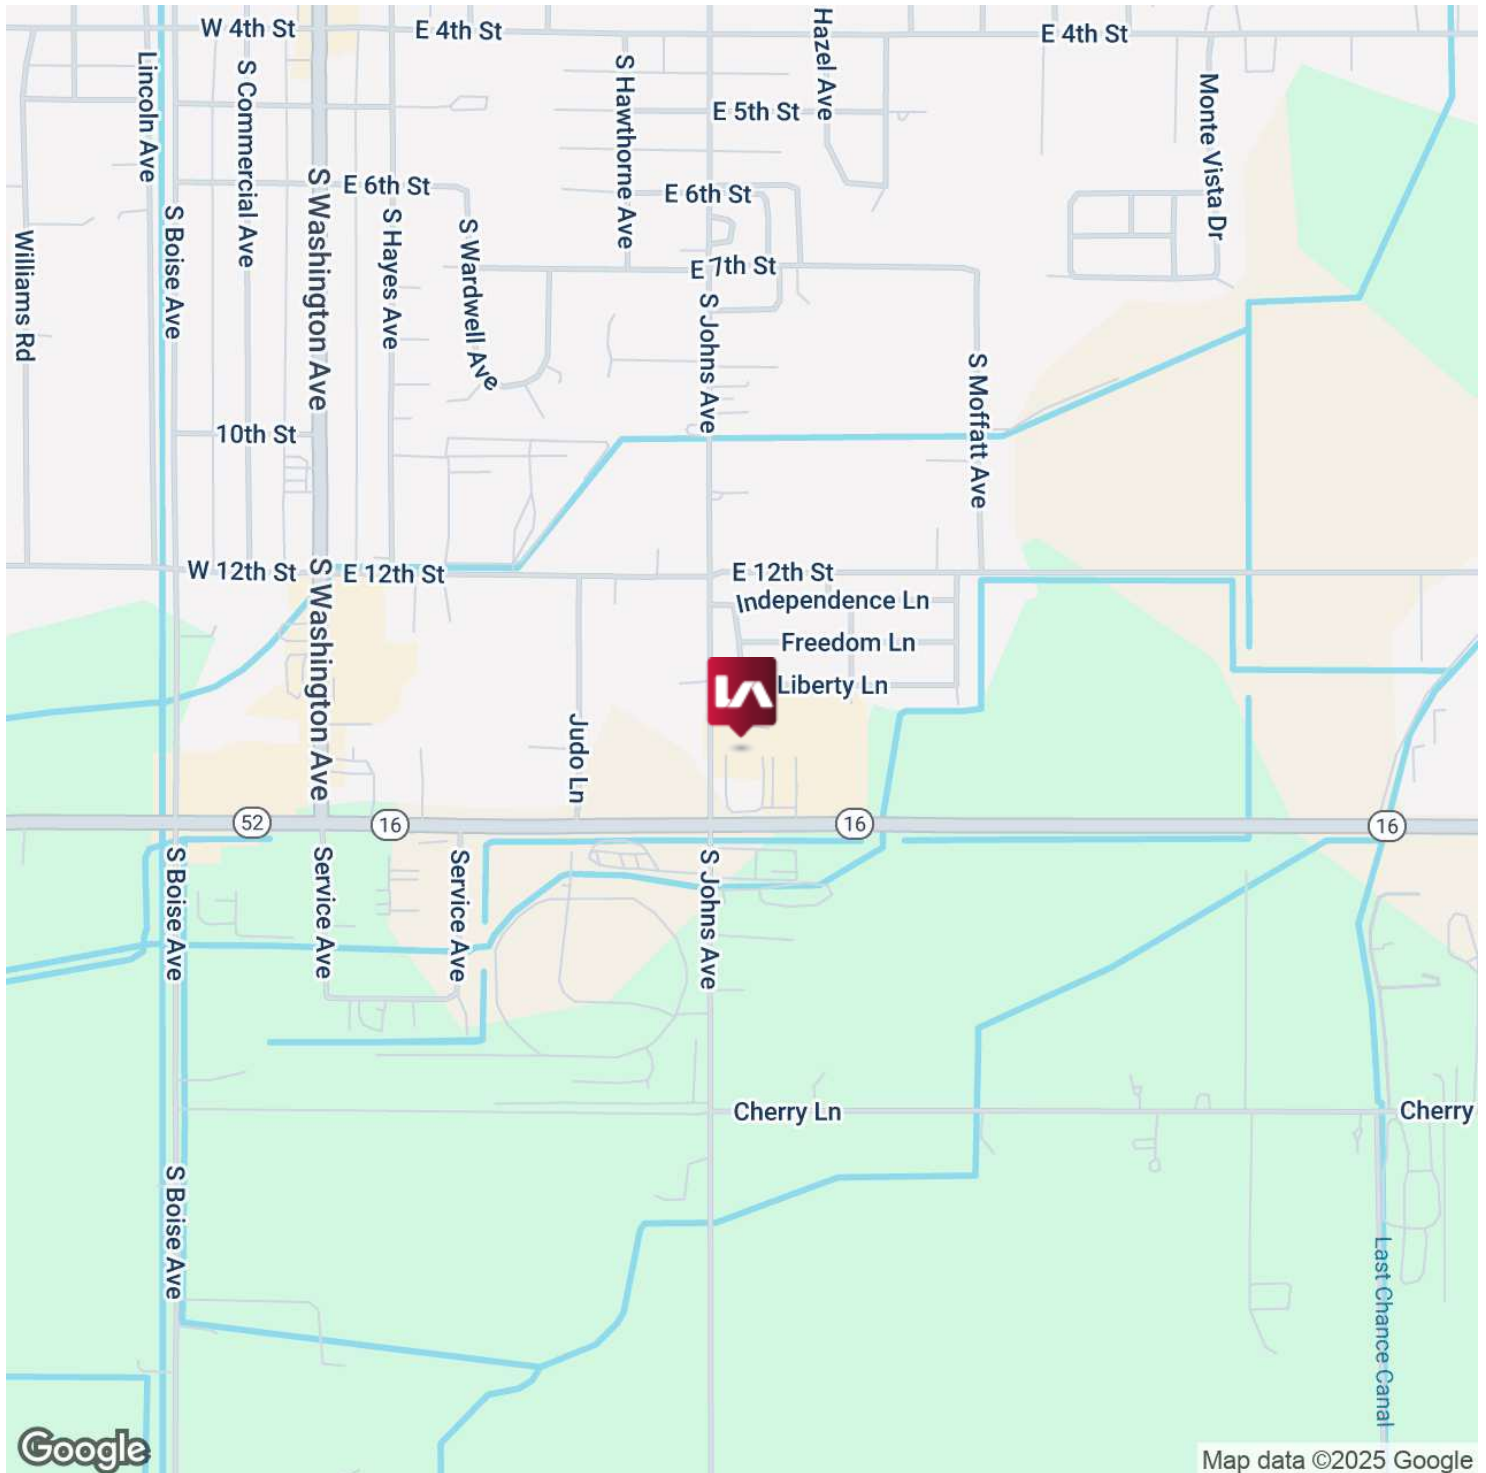 W 4th St
E 4th St
Hazel Ave
E 4th St
Lincoln Ave
S Commercial Ave
S Hawthorne Ave
E 5th St
Monte Vista Dr
S Washington Ave
E 6th St
E 6th St
Williams Rd
S Boise Ave
S Hayes Ave
S Wardwell Ave
E 7th St
S Johns Ave
S Moffatt Ave
10th St
W 12th St
S Washington Ave
E 12th St
E 12th St
Independence Ln
Freedom Ln
Liberty Ln
Judo Ln
52
16
16
16
S Boise Ave
Service Ave
Service Ave
S Johns Ave
Cherry Ln
Cherry
S Boise Ave
Last Chance Canal
Google
Map data ©2025 Google